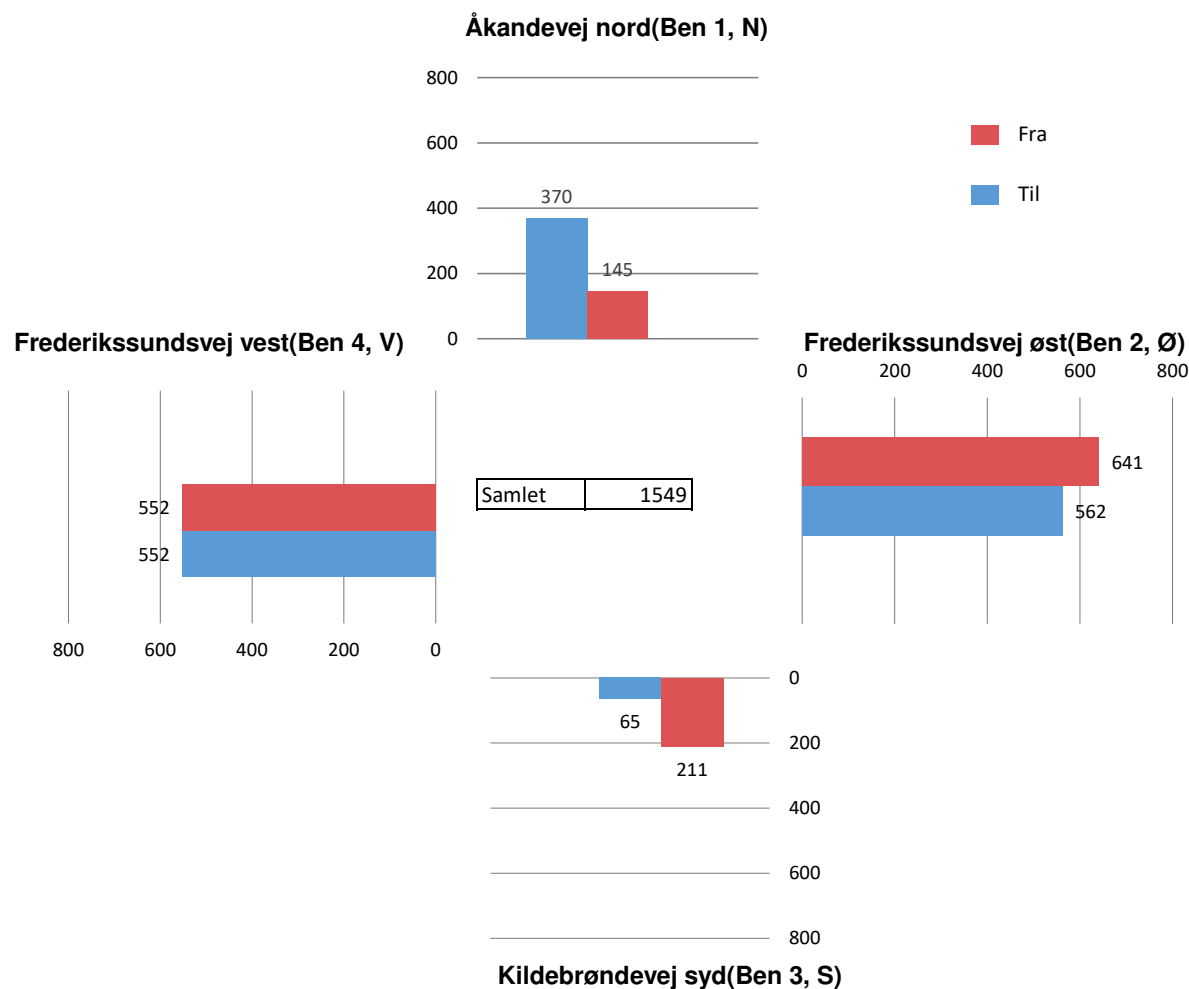 Åkandevej nord(Ben 1, N)
800
600
400
200
0
370
145
Fra
Til
Frederikssundsvej vest(Ben 4, V)
552
552
800 600 400 200 0
Samlet 1549
Frederikssundsvej øst(Ben 2, Ø)
0 200 400 600 800
641
562
0
200
400
600
800
65
211
Kildebrøndevej syd(Ben 3, S)